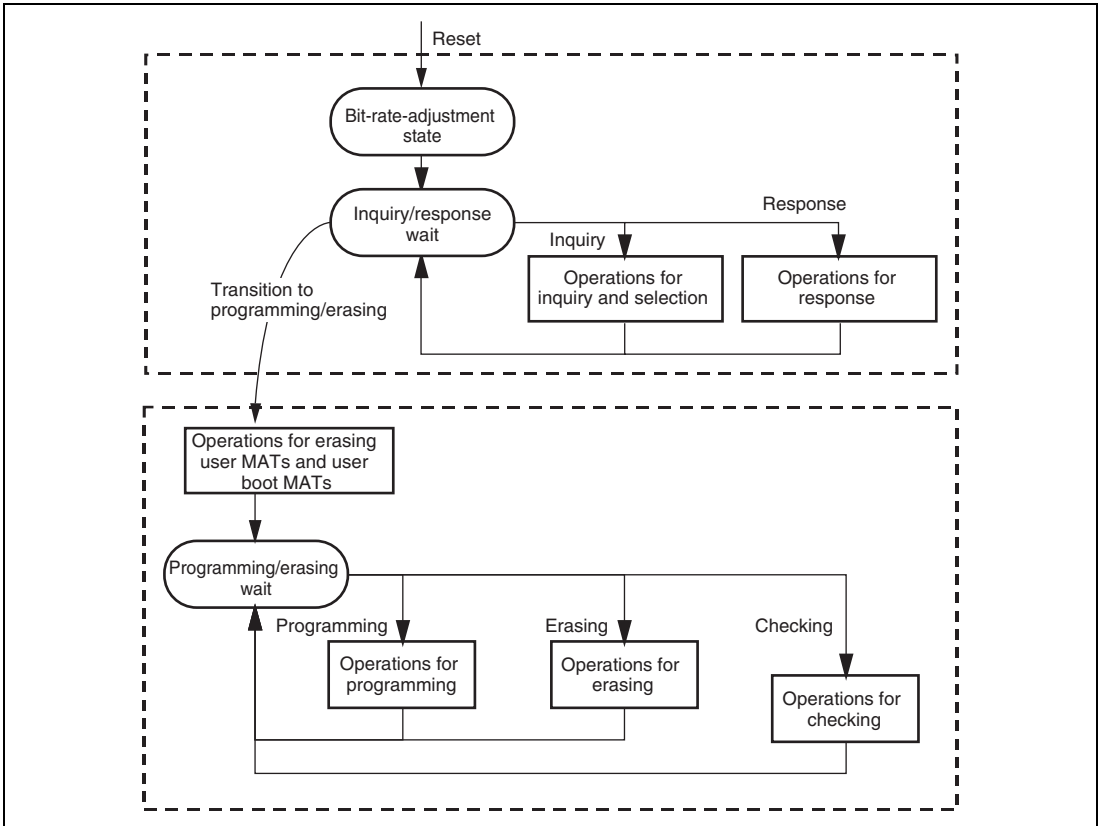 Reset
Bit-rate-adjustment
state
Inquiry/response
wait
Response
Inquiry
Operations for
inquiry and selection
Operations for
response
Transition to
programming/erasing
Operations for erasing
user MATs and user
boot MATs
Programming/erasing
wait
Programming
Erasing
Checking
Operations for
programming
Operations for
erasing
Operations for
checking